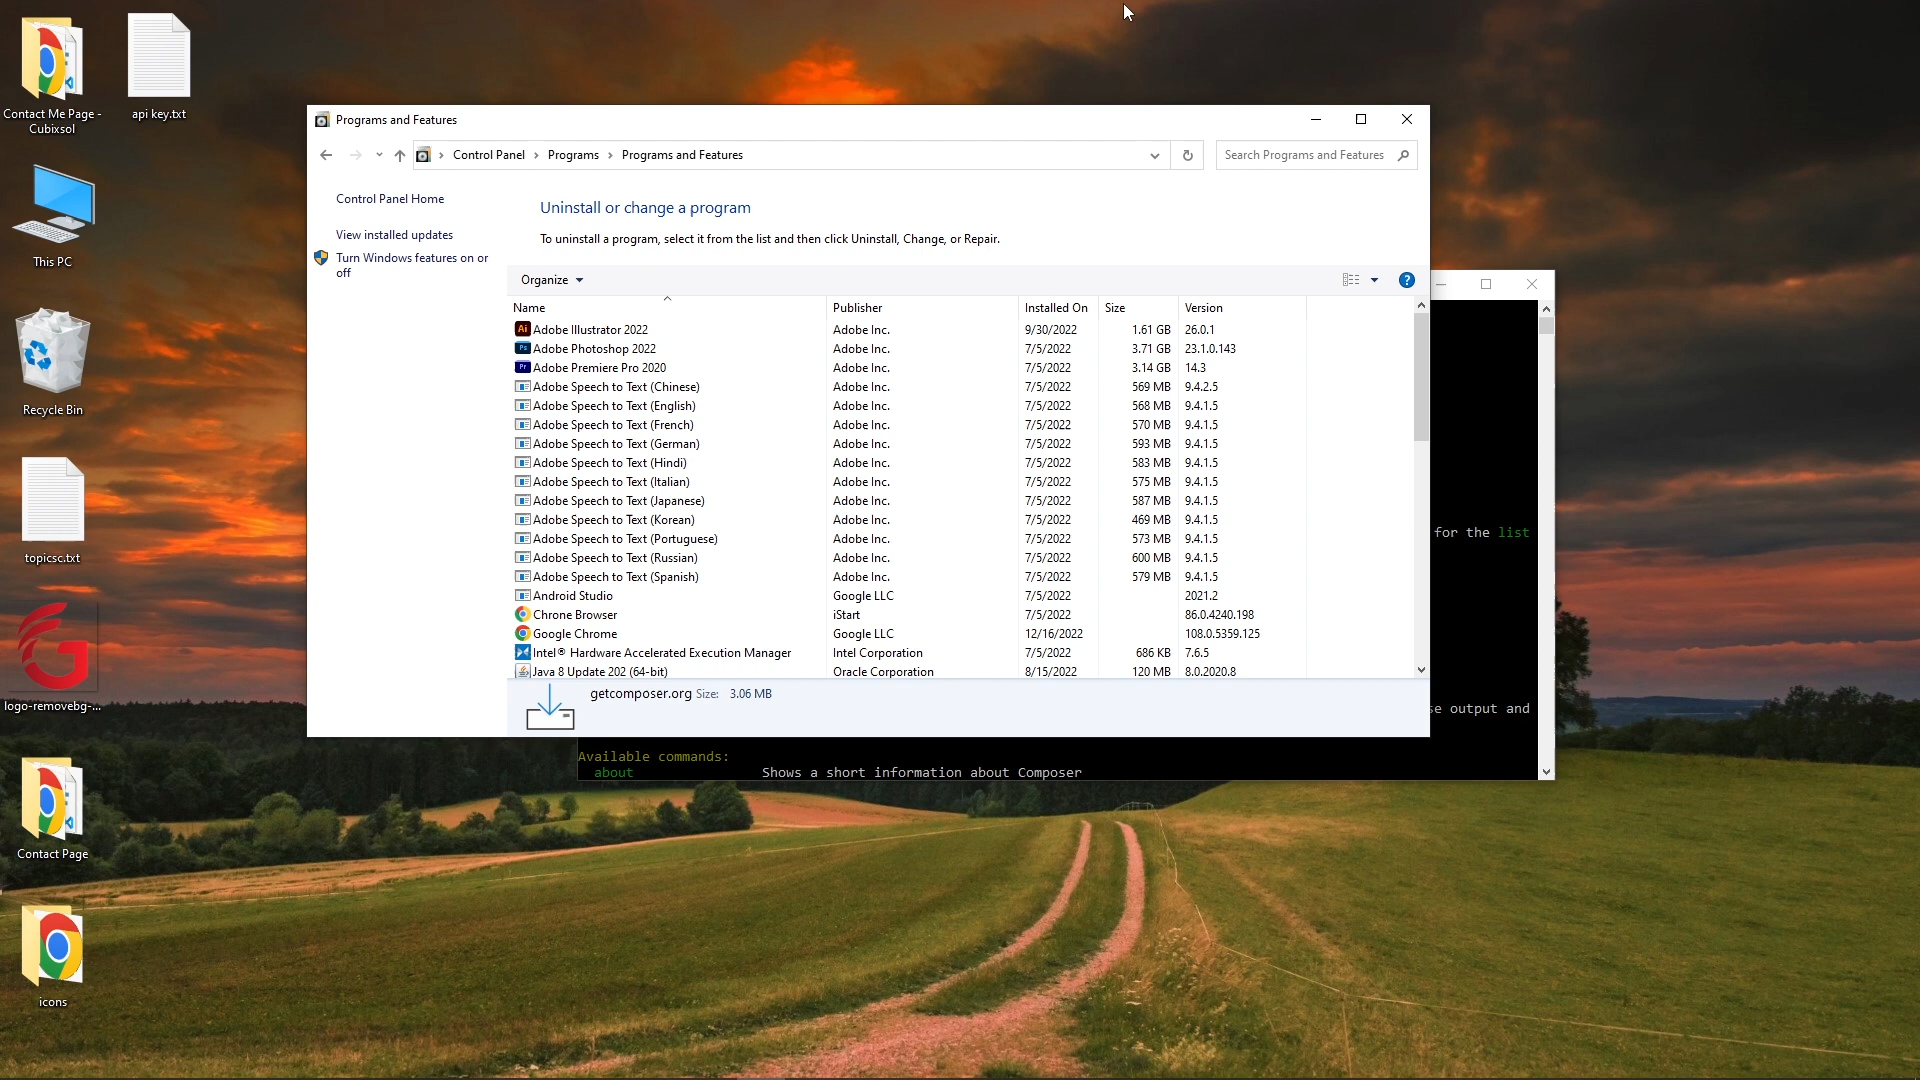 Contact Me Page -
Cubixsol
api key.txt
This PC
Recycle Bin
topicsc.txt
logo-removebg-...
Contact Page
icons
Programs and Features
Control Panel > Programs > Programs and Features
Search Programs and Features
Control Panel Home
View installed updates
Turn Windows features on or
off
Uninstall or change a program
To uninstall a program, select it from the list and then click Uninstall, Change, or Repair.
Organize
Name Publisher Installed On Size Version
Adobe Illustrator 2022 Adobe Inc. 9/30/2022 1.61 GB 26.0.1
Adobe Photoshop 2022 Adobe Inc. 7/5/2022 3.71 GB 23.1.0.143
Adobe Premiere Pro 2020 Adobe Inc. 7/5/2022 3.14 GB 14.3
Adobe Speech to Text (Chinese) Adobe Inc. 7/5/2022 569 MB 9.4.2.5
Adobe Speech to Text (English) Adobe Inc. 7/5/2022 568 MB 9.4.1.5
Adobe Speech to Text (French) Adobe Inc. 7/5/2022 570 MB 9.4.1.5
Adobe Speech to Text (German) Adobe Inc. 7/5/2022 593 MB 9.4.1.5
Adobe Speech to Text (Hindi) Adobe Inc. 7/5/2022 583 MB 9.4.1.5
Adobe Speech to Text (Italian) Adobe Inc. 7/5/2022 575 MB 9.4.1.5
Adobe Speech to Text (Japanese) Adobe Inc. 7/5/2022 587 MB 9.4.1.5
Adobe Speech to Text (Korean) Adobe Inc. 7/5/2022 469 MB 9.4.1.5
Adobe Speech to Text (Portuguese) Adobe Inc. 7/5/2022 573 MB 9.4.1.5
Adobe Speech to Text (Russian) Adobe Inc. 7/5/2022 600 MB 9.4.1.5
Adobe Speech to Text (Spanish) Adobe Inc. 7/5/2022 579 MB 9.4.1.5
Android Studio Google LLC 7/5/2022 2021.2
Chrone Browser iStart 7/5/2022 86.0.4240.198
Google Chrome Google LLC 12/16/2022 108.0.5359.125
Intel® Hardware Accelerated Execution Manager Intel Corporation 7/5/2022 686 KB 7.6.5
Java 8 Update 202 (64-bit) Oracle Corporation 8/15/2022 120 MB 8.0.2020.8
getcomposer.org Size: 3.06 MB
for the list
se output and
Available commands:
about Shows a short information about Composer